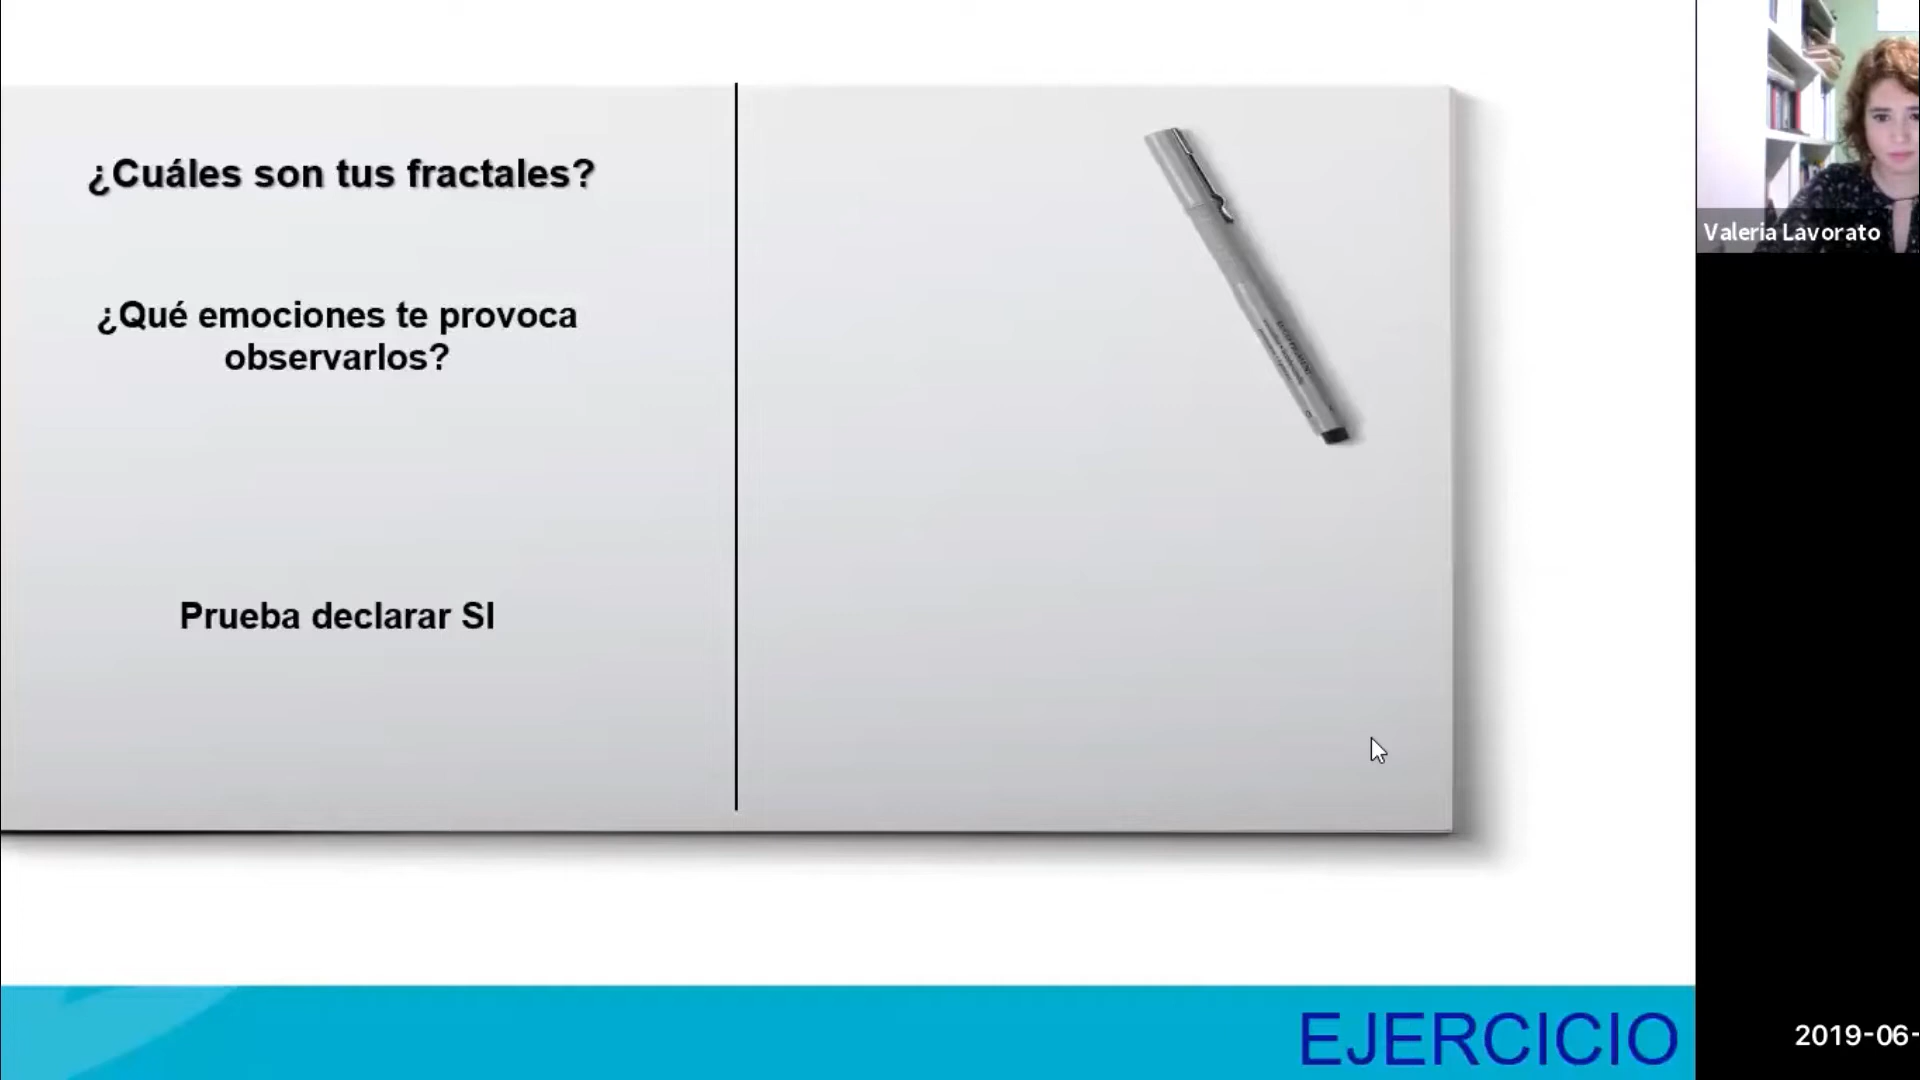 ¿Cuáles son tus fractales?
¿Qué emociones te provoca
observarlos?
Prueba declarar SI
EJERCICIO
Valeria Lavorato
2019-06-